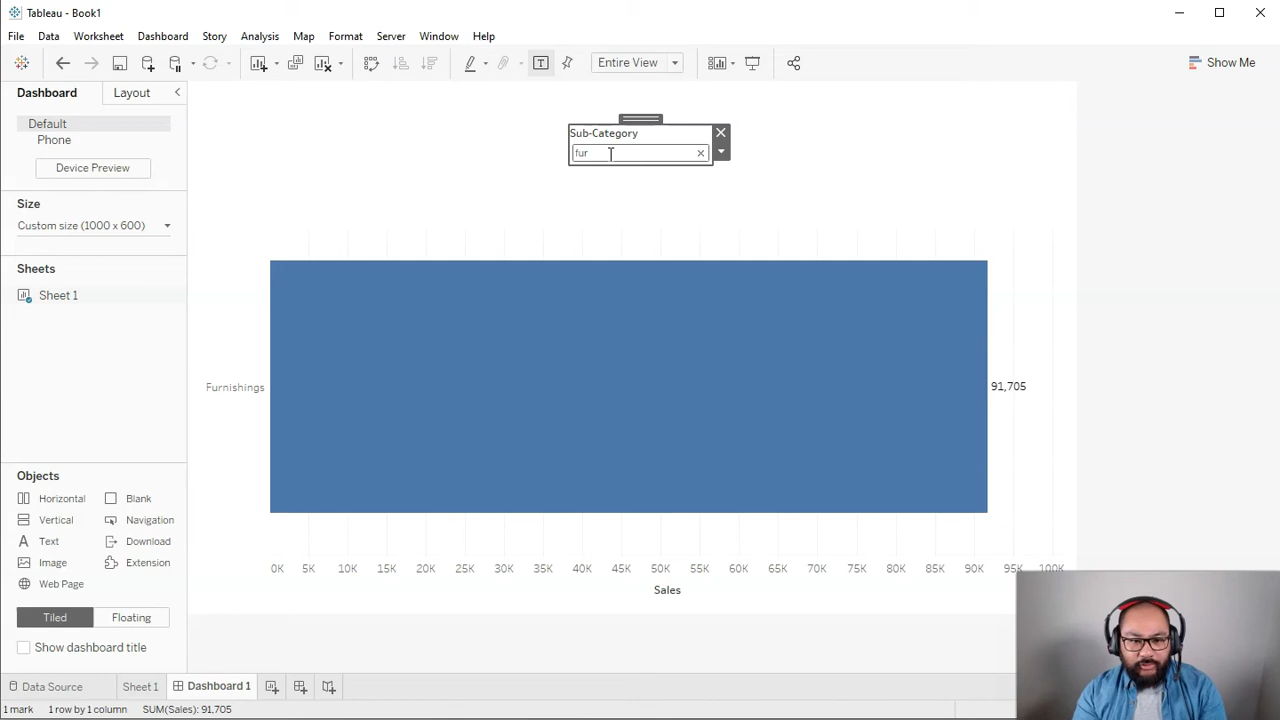 Tableau - Book1
File Data Worksheet Dashboard Story Analysis Map Format Server Window Help
Entire View
Show Me
Dashboard Layout
Default
Phone
Device Preview
Size
Custom size (1000 x 600)
Sheets
Sheet 1
Sub-Category
fur
Furnishings
91,705
0K 5K 10K 15K 20K 25K 30K 35K 40K 45K 50K 55K 60K 65K 70K 75K 80K 85K 90K 95K 100K
Sales
Objects
Horizontal Blank
Vertical Navigation
A Text Download
Image Extension
Web Page
Tiled Floating
Show dashboard title
Data Source Sheet 1 Dashboard 1
1 mark 1 row by 1 column SUM(Sales): 91,705